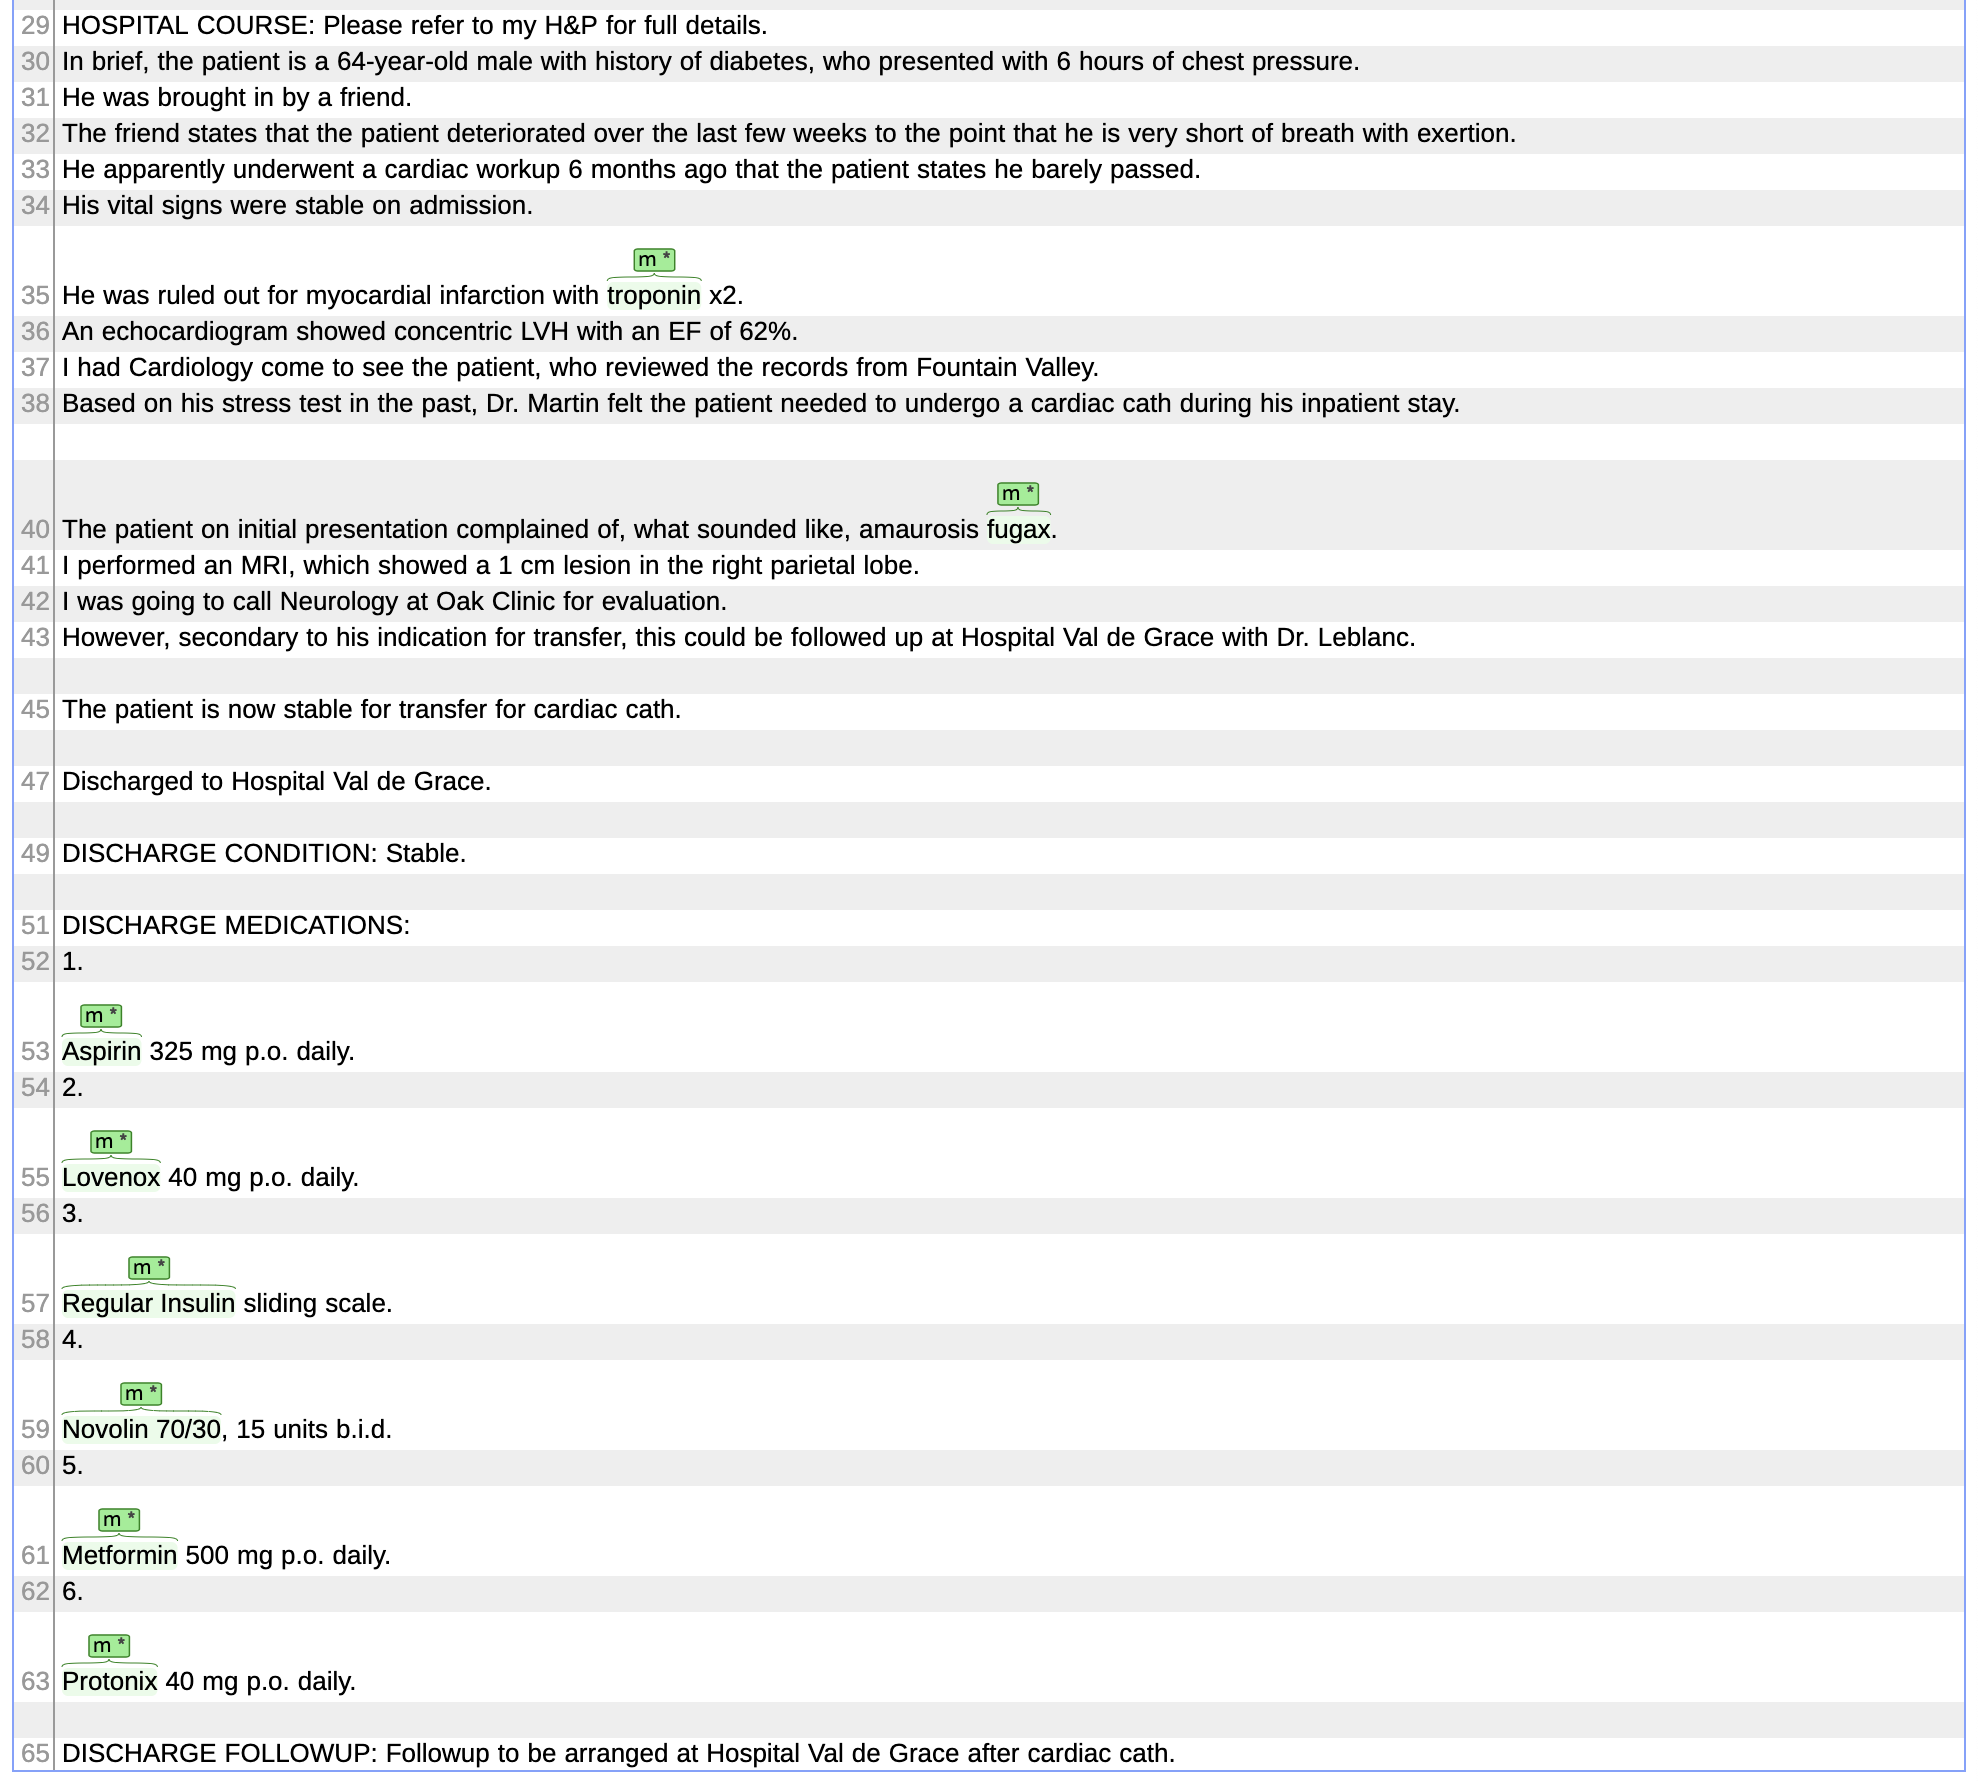 29 HOSPITAL COURSE: Please refer to my H&P for full details.
30 In brief, the patient is a 64-year-old male with history of diabetes, who presented with 6 hours of chest pressure.
31 He was brought in by a friend.
32 The friend states that the patient deteriorated over the last few weeks to the point that he is very short of breath with exertion.
33 He apparently underwent a cardiac workup 6 months ago that the patient states he barely passed.
34 His vital signs were stable on admission.
m *
35 He was ruled out for myocardial infarction with troponin x2.
36 An echocardiogram showed concentric LVH with an EF of 62%.
37 I had Cardiology come to see the patient, who reviewed the records from Fountain Valley.
38 Based on his stress test in the past, Dr. Martin felt the patient needed to undergo a cardiac cath during his inpatient stay.
m *
40 The patient on initial presentation complained of, what sounded like, amaurosis fugax.
41 I performed an MRI, which showed a 1 cm lesion in the right parietal lobe.
42 I was going to call Neurology at Oak Clinic for evaluation.
43 However, secondary to his indication for transfer, this could be followed up at Hospital Val de Grace with Dr. Leblanc.
45 The patient is now stable for transfer for cardiac cath.
47 Discharged to Hospital Val de Grace.
49 DISCHARGE CONDITION: Stable.
51 DISCHARGE MEDICATIONS:
52 1.
m *
53 Aspirin 325 mg p.o. daily.
54 2.
m *
55 Lovenox 40 mg p.o. daily.
56 3.
m *
57 Regular Insulin sliding scale.
58 4.
m *
59 Novolin 70/30, 15 units b.i.d.
60 5.
m *
61 Metformin 500 mg p.o. daily.
62 6.
m *
63 Protonix 40 mg p.o. daily.
65 DISCHARGE FOLLOWUP: Followup to be arranged at Hospital Val de Grace after cardiac cath.